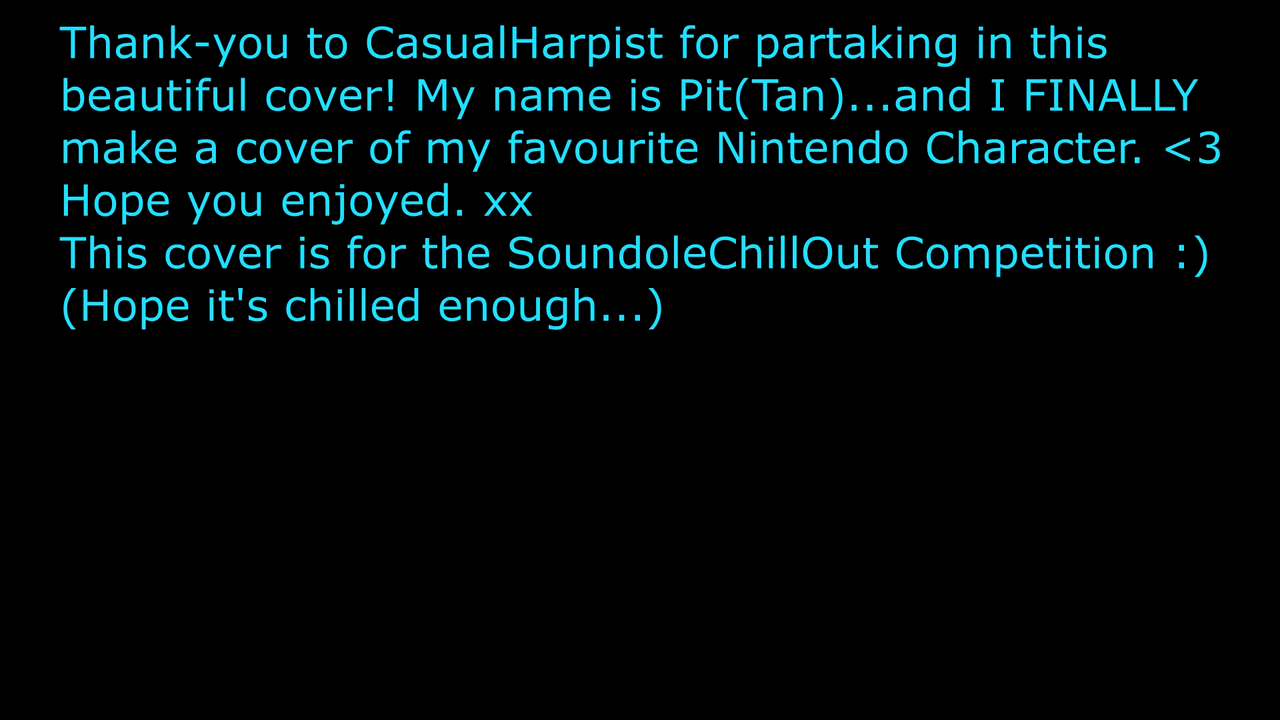 Thank-you to CasualHarpist for partaking in this
beautiful cover! My name is Pit(Tan)...and I FINALLY
make a cover of my favourite Nintendo Character. <3
Hope you enjoyed. xx
This cover is for the SoundoleChillOut Competition :)
(Hope it's chilled enough...)